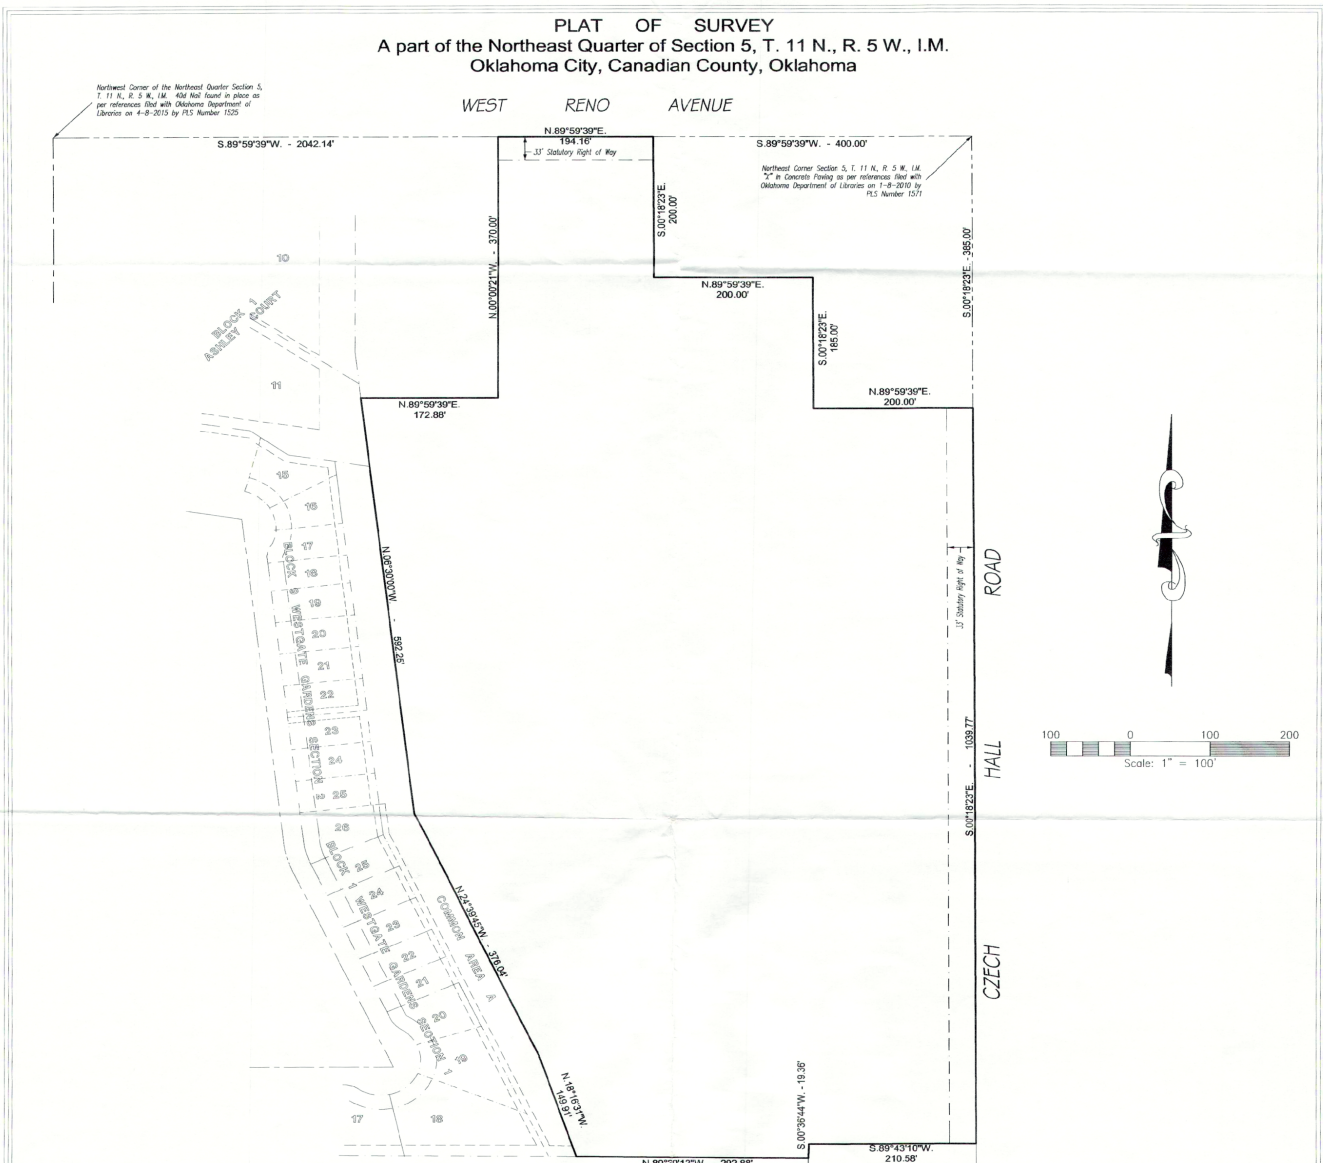 PLAT OF SURVEY
A part of the Northeast Quarter of Section 5, T. 11 N., R. 5 W., I.M.
Oklahoma City, Canadian County, Oklahoma
Northwest Corner of the Northeast Quarter Section 5,
T. 11 N., R. 5 W., I.M. 40d Nail found in place as
per references filed with Oklahoma Department of
Libraries on 4-8-2015 by PLS Number 1525
WEST RENO AVENUE
N.89°59'39"E.
194.16'
33' Statutory Right of Way
S.89°59'39"W. - 2042.14'
S.89°59'39"W. - 400.00'
Northeast Corner Section 5, T. 11 N., R. 5 W., I.M.
"X" in Concrete Paving as per references filed with
Oklahoma Department of Libraries on 1-8-2010 by
PLS Number 1571
S.00°18'23"E.
200.00'
N.00°00'21"W. - 370.00'
S.00°18'23"E. - 385.00'
10
BLOCK 1
ASHLEY COURT
11
N.89°59'39"E.
200.00'
S.00°18'23"E.
185.00'
N.89°59'39"E.
172.88'
N.89°59'39"E.
200.00'
15
16
17
18
19
20
21
22
23
24
25
26
BLOCK 5 WESTGATE GARDENS SECTION 2
N.06°30'00"W. - 592.25'
33' Statutory Right of Way
CZECH HALL ROAD
S.00°18'23"E. - 1039.77'
100 0 100 200
Scale: 1" = 100'
25
24
23
22
21
20
19
BLOCK 1 WESTGATE GARDENS SECTION 1
COMMON AREA A
N.24°39'45"W. - 376.04'
N.18°16'31"W.
149.91'
17
18
S.00°36'44"W. - 19.36'
S.89°43'10"W.
210.58'